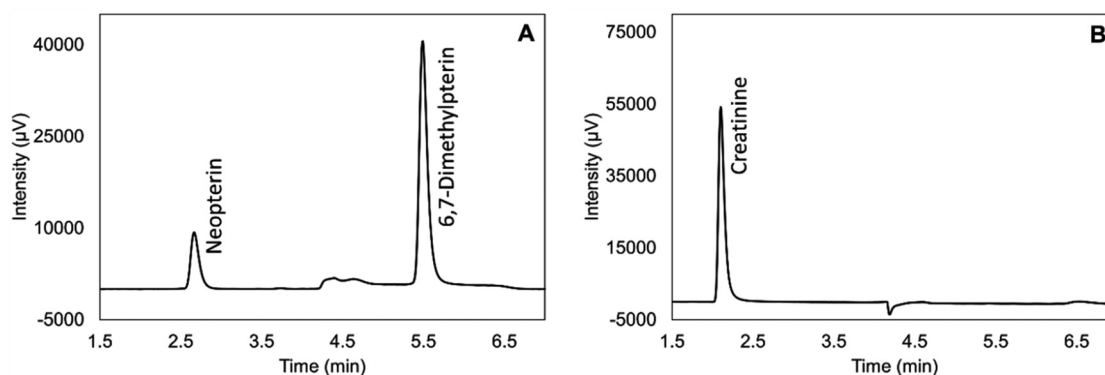 A
40000
25000
10000
-5000
Intensity (µV)
Neopterin
6,7-Dimethylpterin
1.5 2.5 3.5 4.5 5.5 6.5
Time (min)
B
75000
55000
35000
15000
-5000
Intensity (µV)
Creatinine
1.5 2.5 3.5 4.5 5.5 6.5
Time (min)